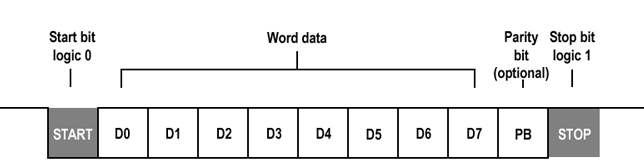 Start bit
logic 0
Word data
Parity
bit
(optional)
Stop bit
logic 1
START D0 D1 D2 D3 D4 D5 D6 D7 PB STOP